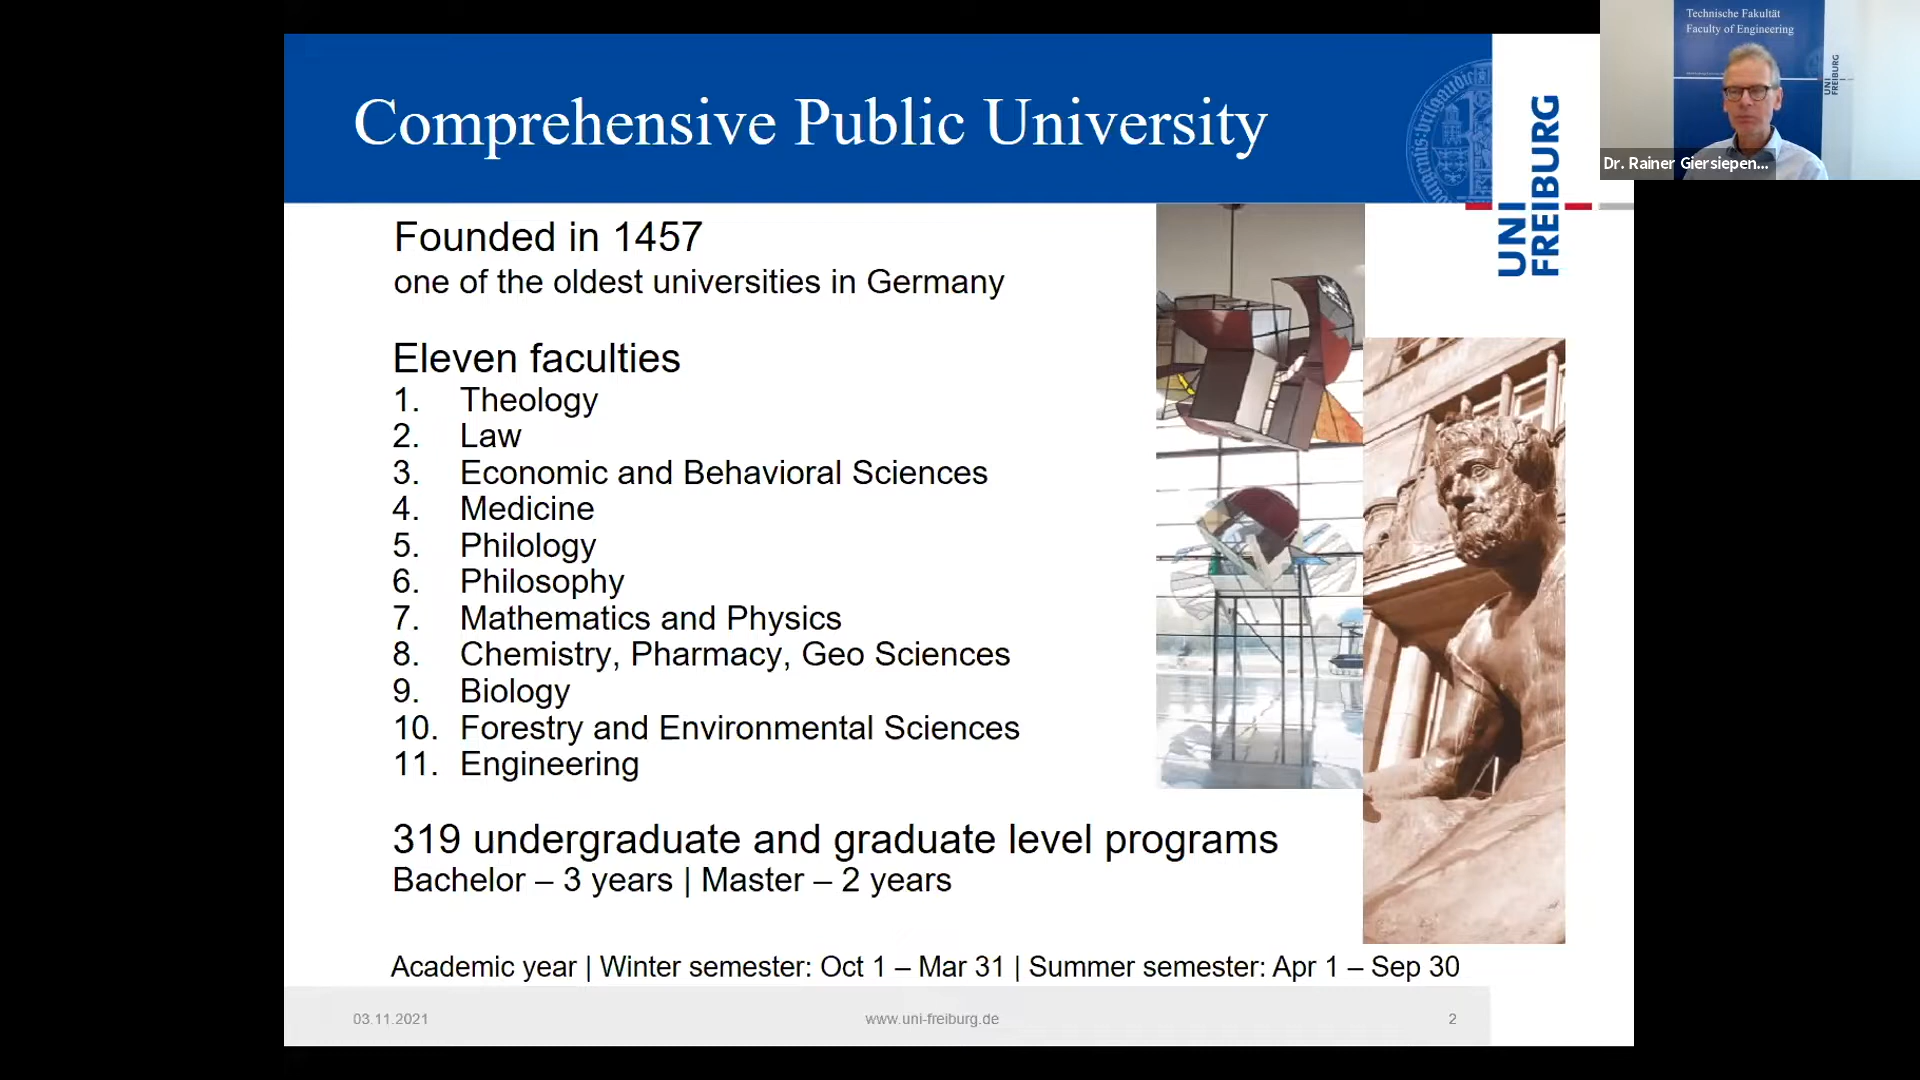 Comprehensive Public University
UNI
FREIBURG
Technische Fakultät
Faculty of Engineering
UNI
FREIBURG
Dr. Rainer Giersiepen...
Founded in 1457
one of the oldest universities in Germany
Eleven faculties
1. Theology
2. Law
3. Economic and Behavioral Sciences
4. Medicine
5. Philology
6. Philosophy
7. Mathematics and Physics
8. Chemistry, Pharmacy, Geo Sciences
9. Biology
10. Forestry and Environmental Sciences
11. Engineering
319 undergraduate and graduate level programs
Bachelor – 3 years | Master – 2 years
Academic year | Winter semester: Oct 1 – Mar 31 | Summer semester: Apr 1 – Sep 30
03.11.2021
www.uni-freiburg.de
2